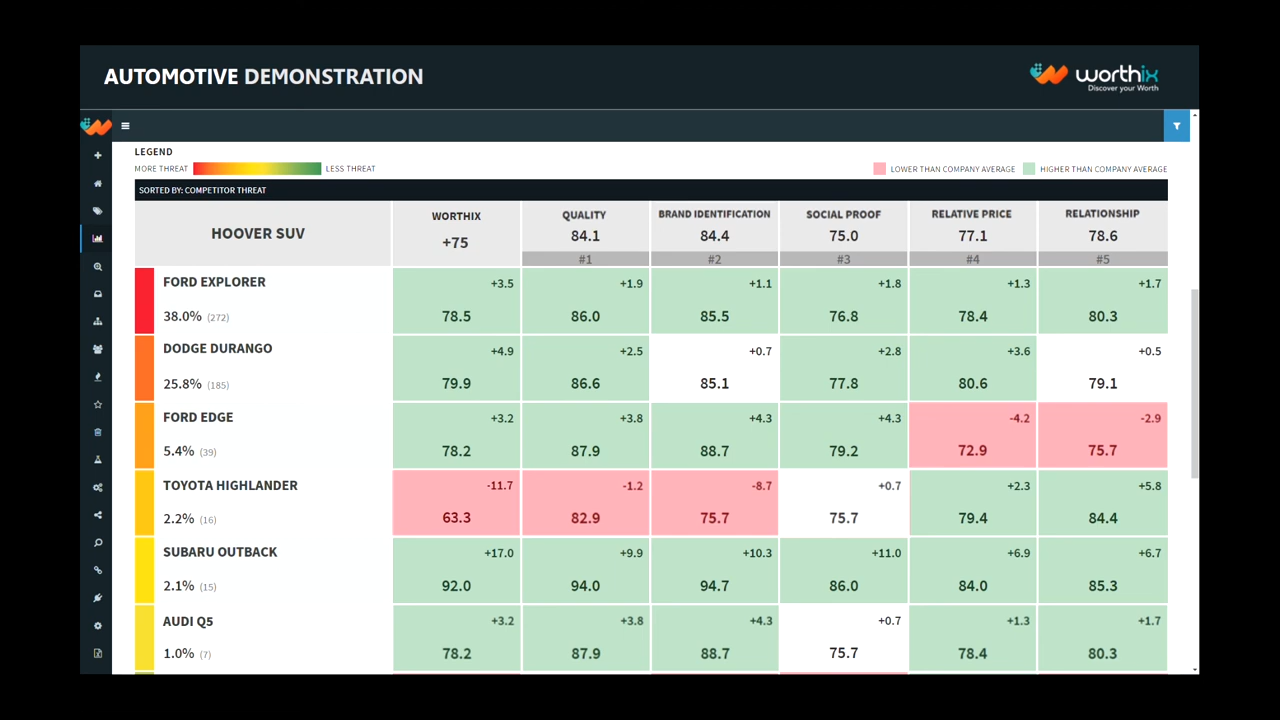 AUTOMOTIVE DEMONSTRATION
worthix
Discover your Worth
LEGEND
MORE THREAT LESS THREAT LOWER THAN COMPANY AVERAGE HIGHER THAN COMPANY AVERAGE
SORTED BY: COMPETITOR THREAT
HOOVER SUV
WORTHIX QUALITY BRAND IDENTIFICATION SOCIAL PROOF RELATIVE PRICE RELATIONSHIP
+75 84.1 84.4 75.0 77.1 78.6
#1 #2 #3 #4 #5
FORD EXPLORER +3.5 +1.9 +1.1 +1.8 +1.3 +1.7
38.0% (272) 78.5 86.0 85.5 76.8 78.4 80.3
DODGE DURANGO +4.9 +2.5 +0.7 +2.8 +3.6 +0.5
25.8% (185) 79.9 86.6 85.1 77.8 80.6 79.1
FORD EDGE +3.2 +3.8 +4.3 +4.3 -4.2 -2.9
5.4% (39) 78.2 87.9 88.7 79.2 72.9 75.7
TOYOTA HIGHLANDER -11.7 -1.2 -8.7 +0.7 +2.3 +5.8
2.2% (16) 63.3 82.9 75.7 75.7 79.4 84.4
SUBARU OUTBACK +17.0 +9.9 +10.3 +11.0 +6.9 +6.7
2.1% (15) 92.0 94.0 94.7 86.0 84.0 85.3
AUDI Q5 +3.2 +3.8 +4.3 +0.7 +1.3 +1.7
1.0% (7) 78.2 87.9 88.7 75.7 78.4 80.3